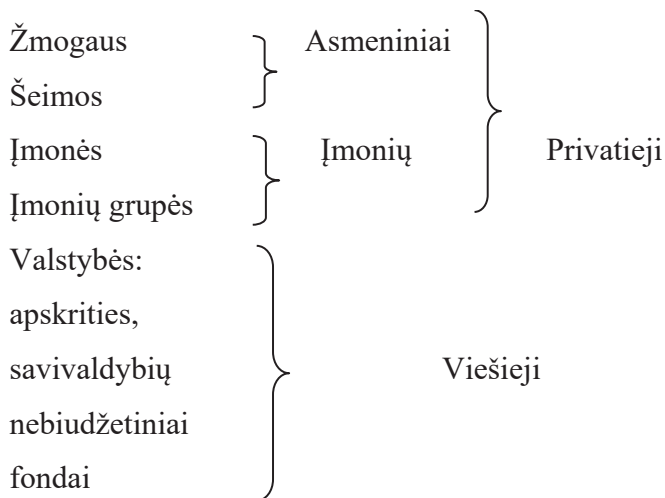 Žmogaus Asmeniniai
Šeimos
Įmonės Įmonių Privatieji
Įmonių grupės
Valstybės:
apskrities,
savivaldybių Viešieji
nebiudžetiniai
fondai